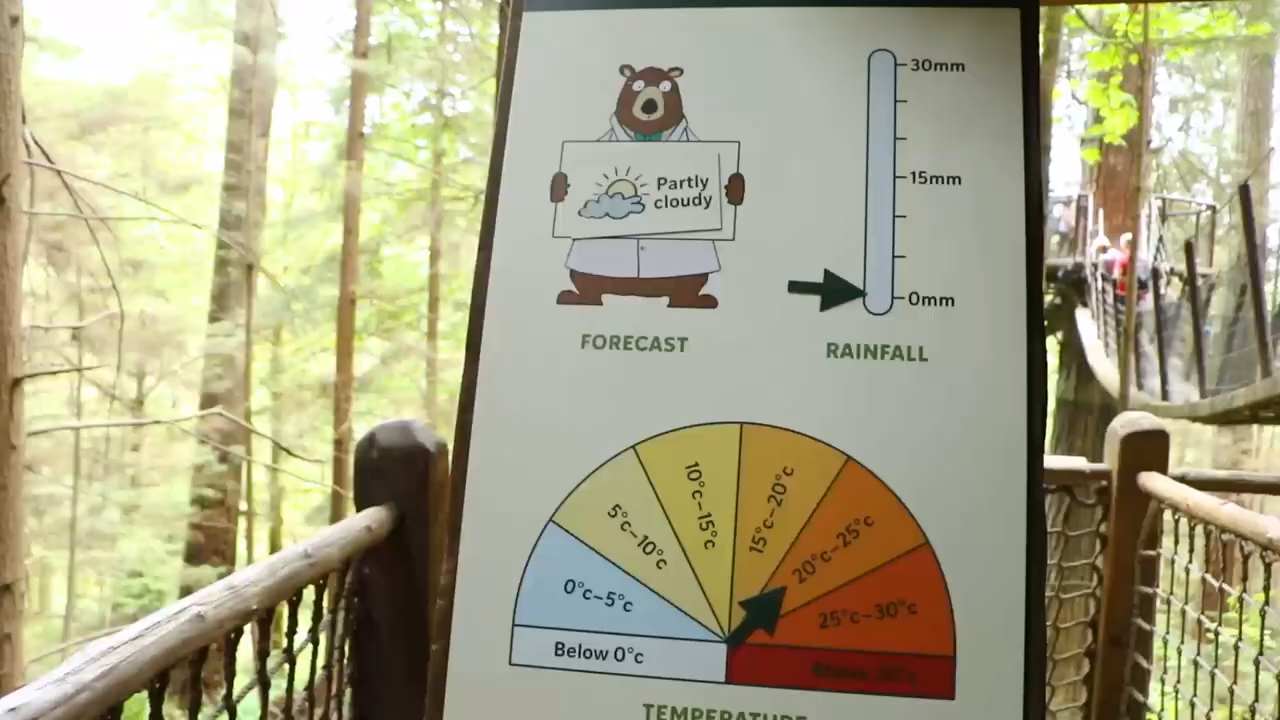 Partly
cloudy
FORECAST
30mm
15mm
0mm
RAINFALL
Below 0°c
0°c–5°c
5°c–10°c
10°c–15°c
15°c–20°c
20°c–25°c
25°c–30°c
TEMPERATURE